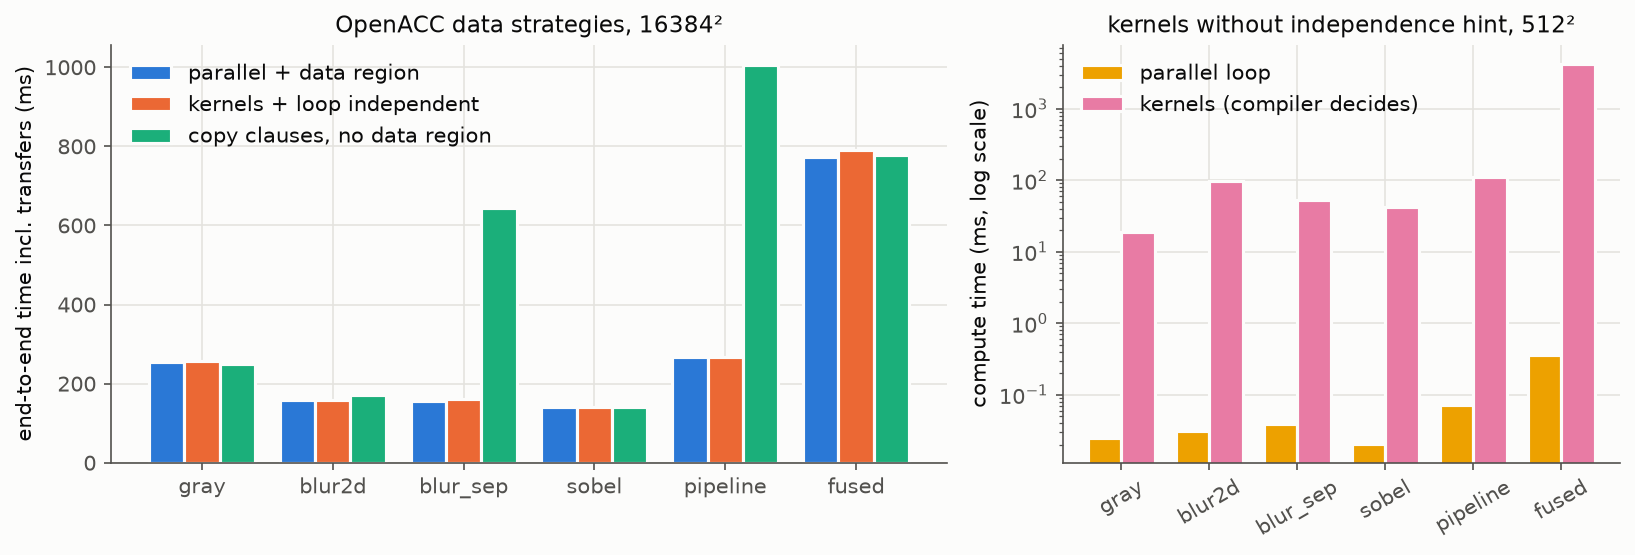 OpenACC data strategies, 16384²
end-to-end time incl. transfers (ms)
1000
800
600
400
200
0
parallel + data region
kernels + loop independent
copy clauses, no data region
gray
blur2d
blur_sep
sobel
pipeline
fused
kernels without independence hint, 512²
compute time (ms, log scale)
10³
10²
10¹
10⁰
10⁻¹
parallel loop
kernels (compiler decides)
gray
blur2d
blur_sep
sobel
pipeline
fused